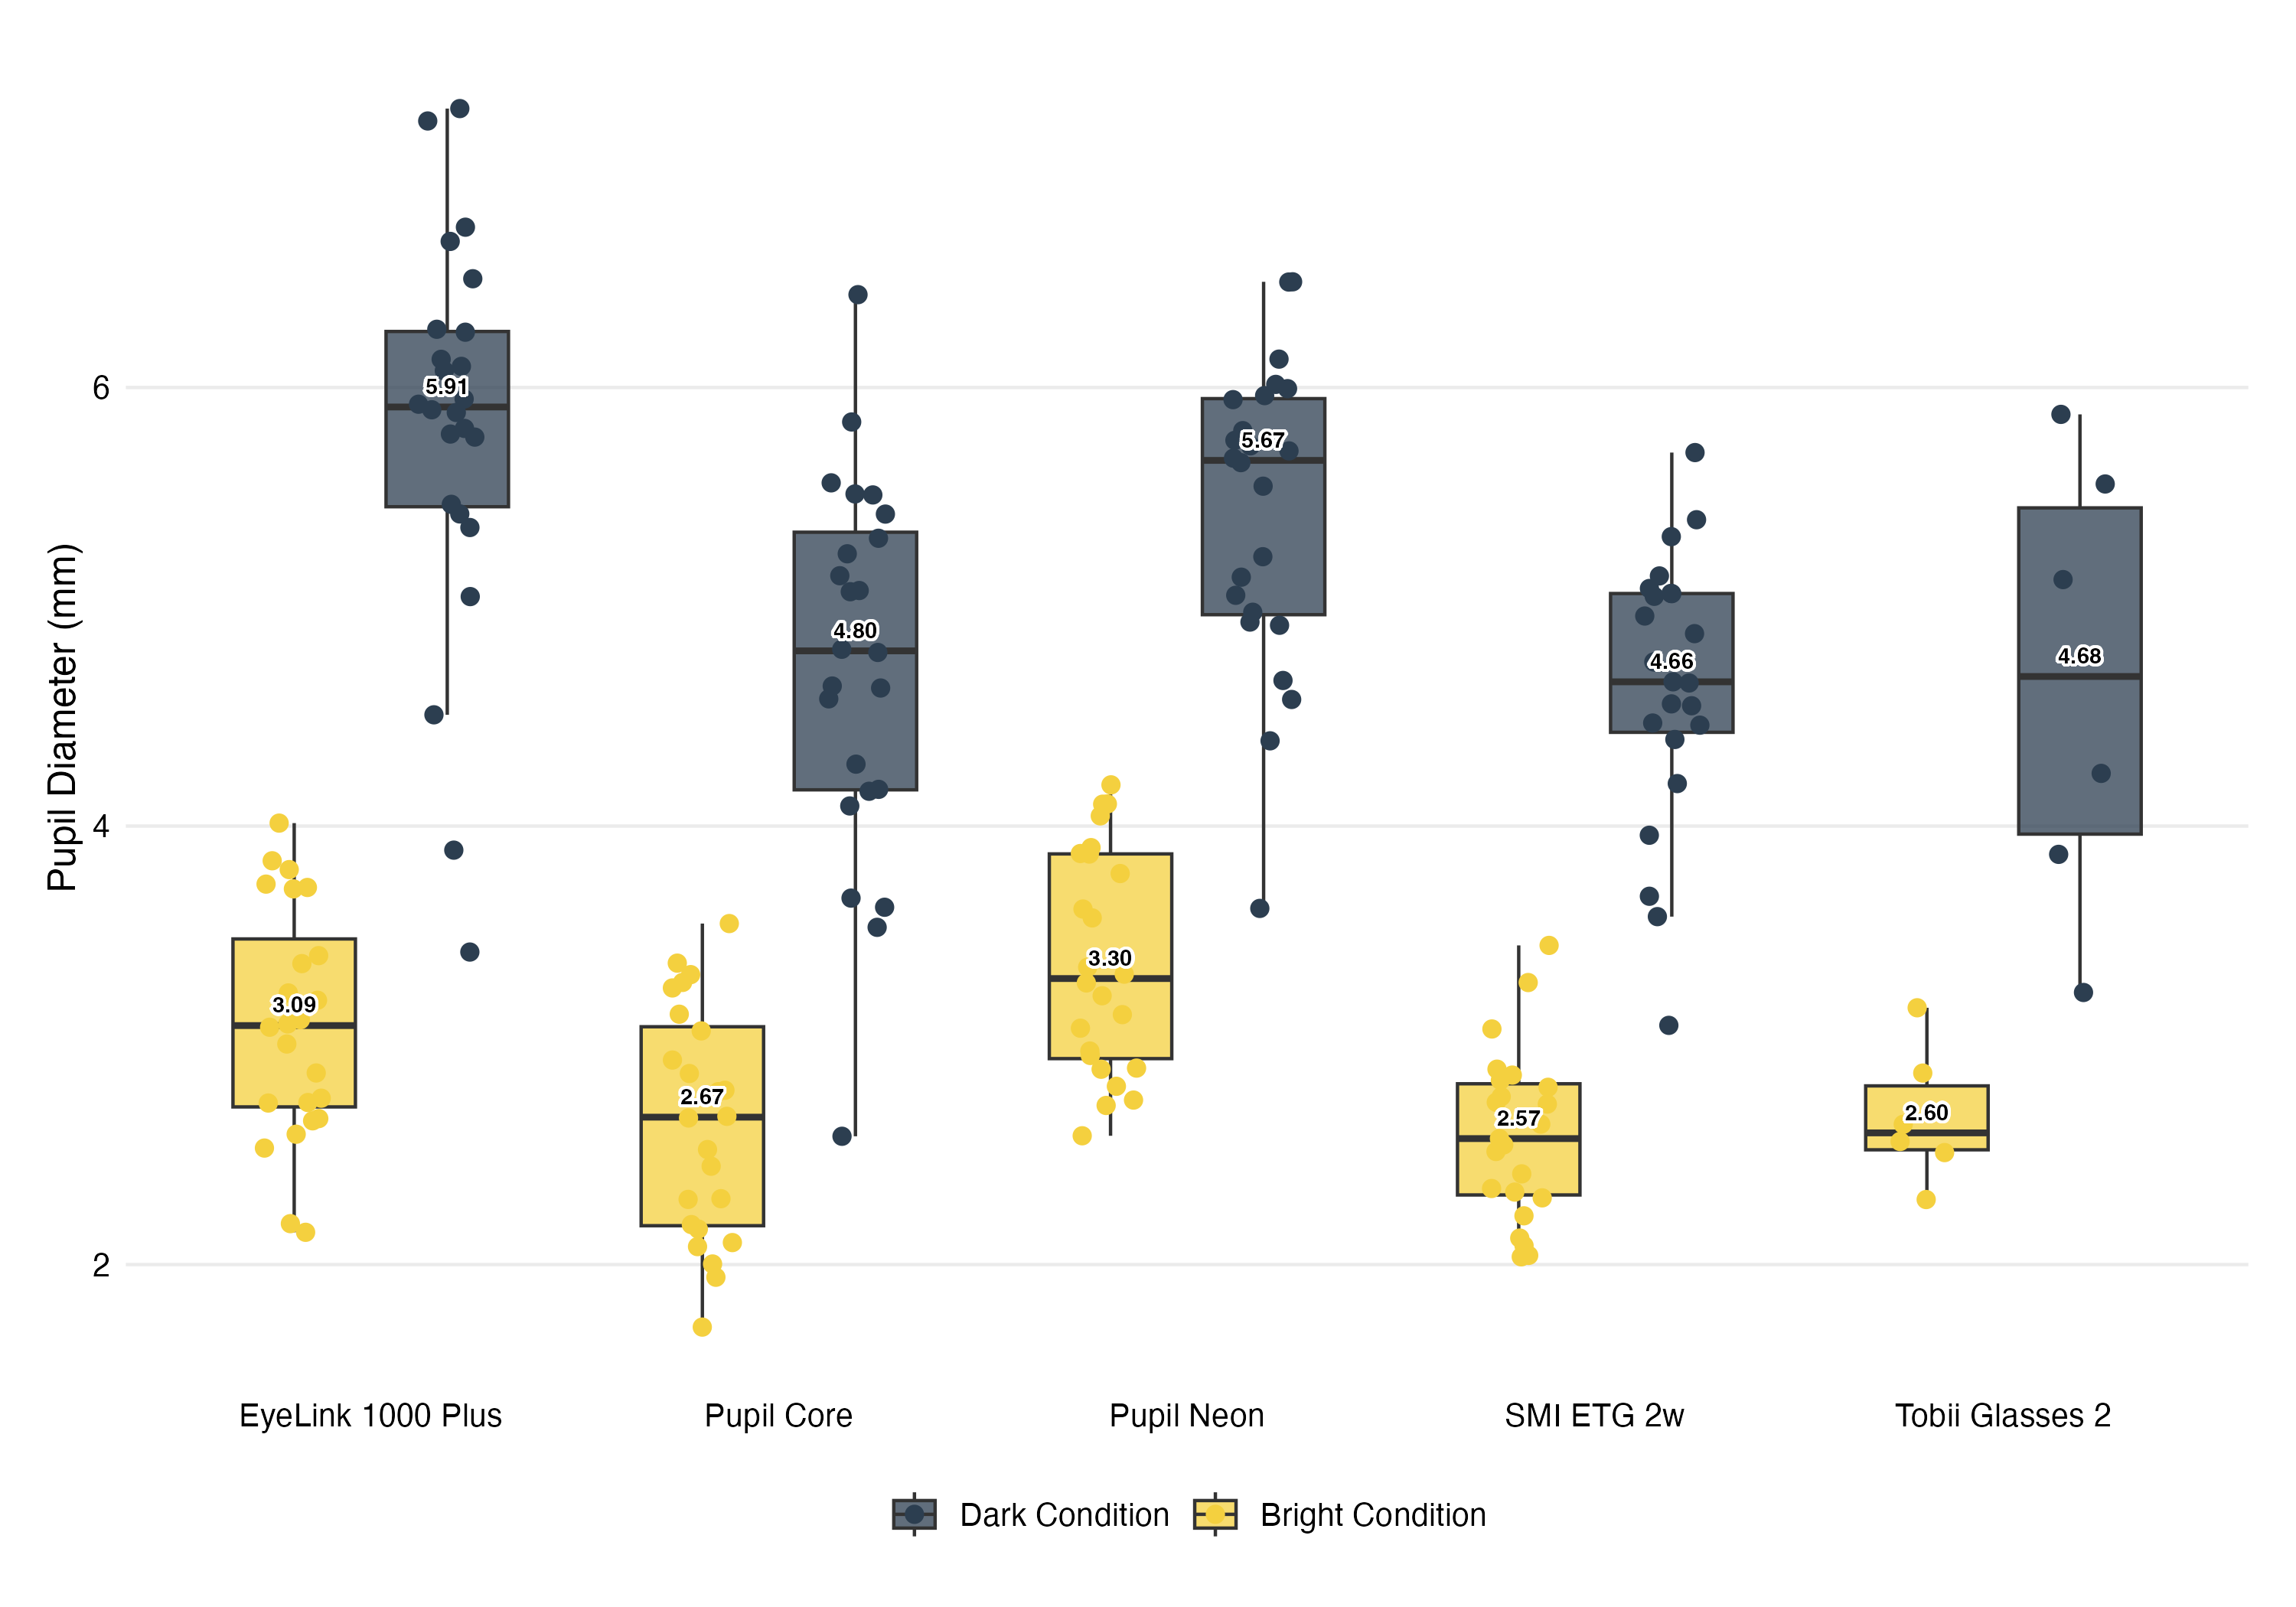 Pupil Diameter (mm)
6
4
2
5.91
4.80
5.67
4.66
4.68
3.09
2.67
3.30
2.57
2.60
EyeLink 1000 Plus
Pupil Core
Pupil Neon
SMI ETG 2w
Tobii Glasses 2
Dark Condition
Bright Condition